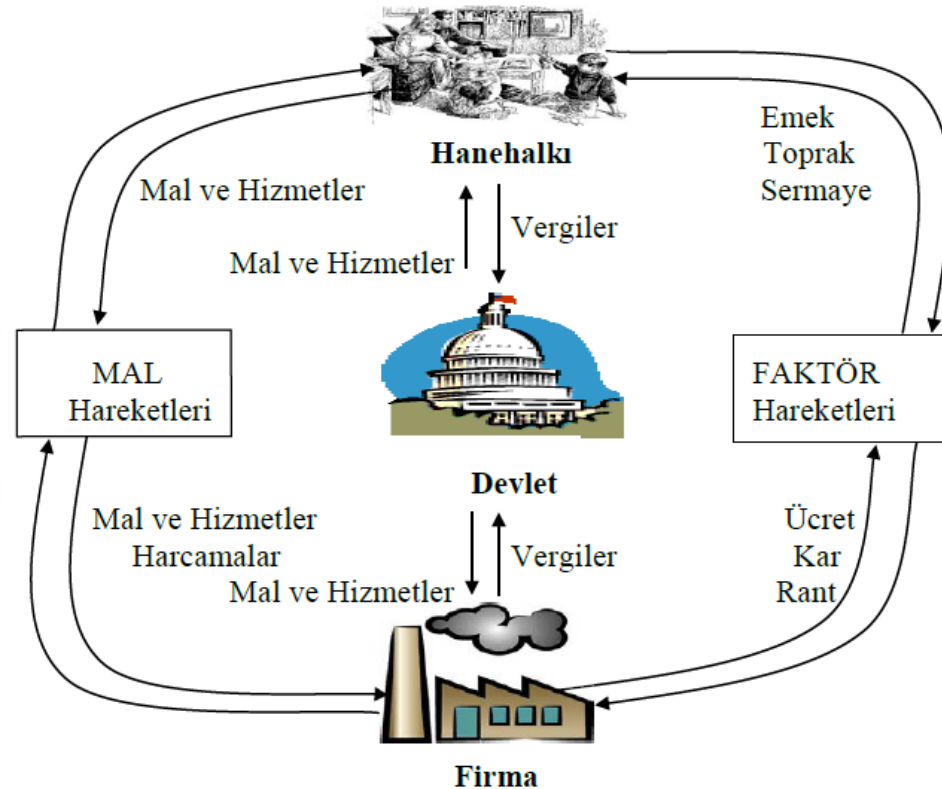 Hanehalkı
Emek
Toprak
Sermaye
Mal ve Hizmetler
Vergiler
Mal ve Hizmetler
MAL
Hareketleri
FAKTÖR
Hareketleri
Devlet
Mal ve Hizmetler
Harcamalar
Vergiler
Mal ve Hizmetler
Ücret
Kar
Rant
Firma